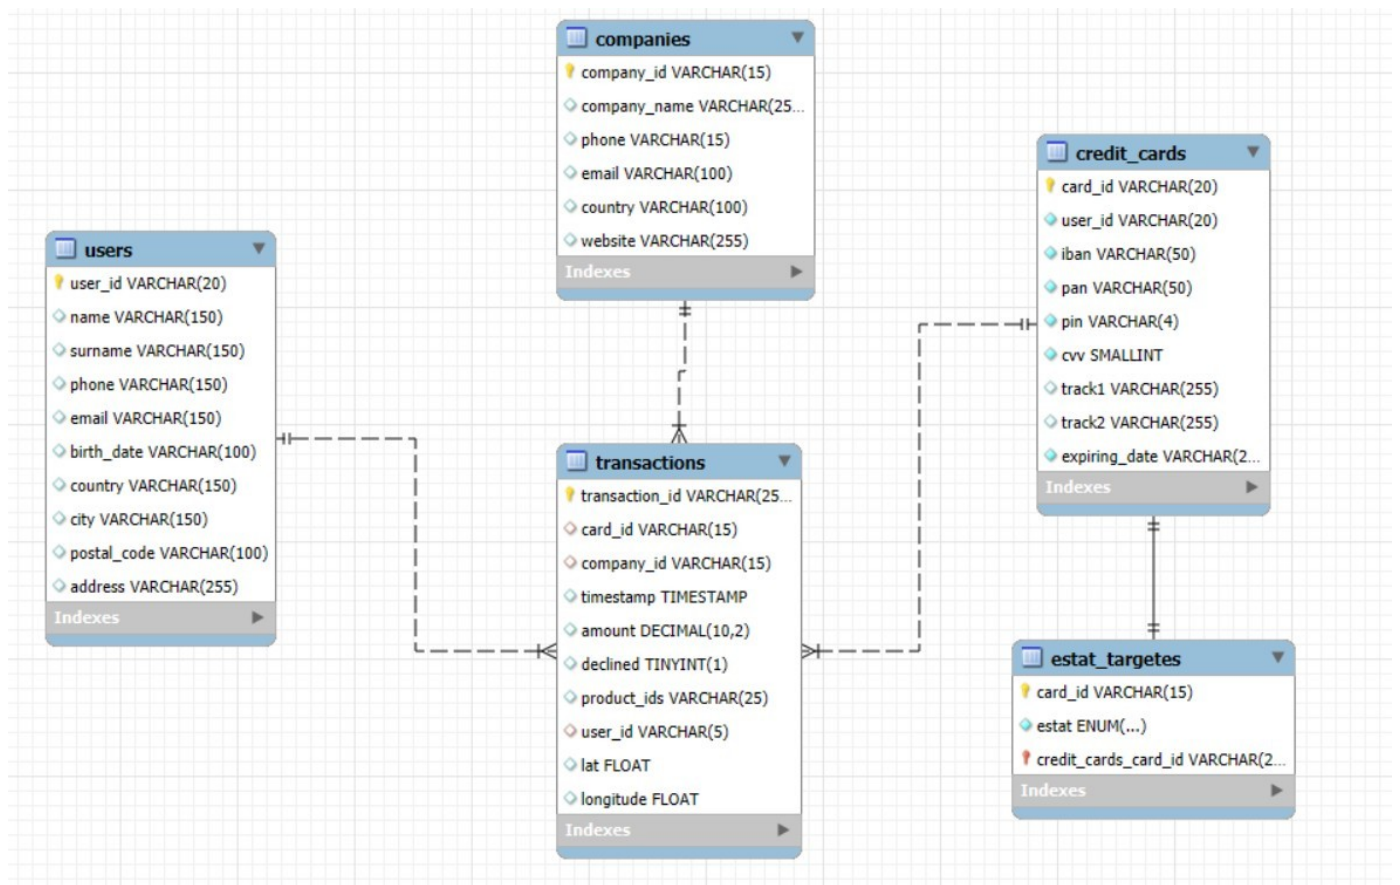 companies
company_id VARCHAR(15)
company_name VARCHAR(25...
phone VARCHAR(15)
email VARCHAR(100)
country VARCHAR(100)
website VARCHAR(255)
Indexes
users
user_id VARCHAR(20)
name VARCHAR(150)
surname VARCHAR(150)
phone VARCHAR(150)
email VARCHAR(150)
birth_date VARCHAR(100)
country VARCHAR(150)
city VARCHAR(150)
postal_code VARCHAR(100)
address VARCHAR(255)
Indexes
transactions
transaction_id VARCHAR(25...
card_id VARCHAR(15)
company_id VARCHAR(15)
timestamp TIMESTAMP
amount DECIMAL(10,2)
declined TINYINT(1)
product_ids VARCHAR(25)
user_id VARCHAR(5)
lat FLOAT
longitude FLOAT
Indexes
credit_cards
card_id VARCHAR(20)
user_id VARCHAR(20)
iban VARCHAR(50)
pan VARCHAR(50)
pin VARCHAR(4)
cvv SMALLINT
track1 VARCHAR(255)
track2 VARCHAR(255)
expiring_date VARCHAR(2...
Indexes
estat_targetes
card_id VARCHAR(15)
estat ENUM(...)
credit_cards_card_id VARCHAR(2...
Indexes